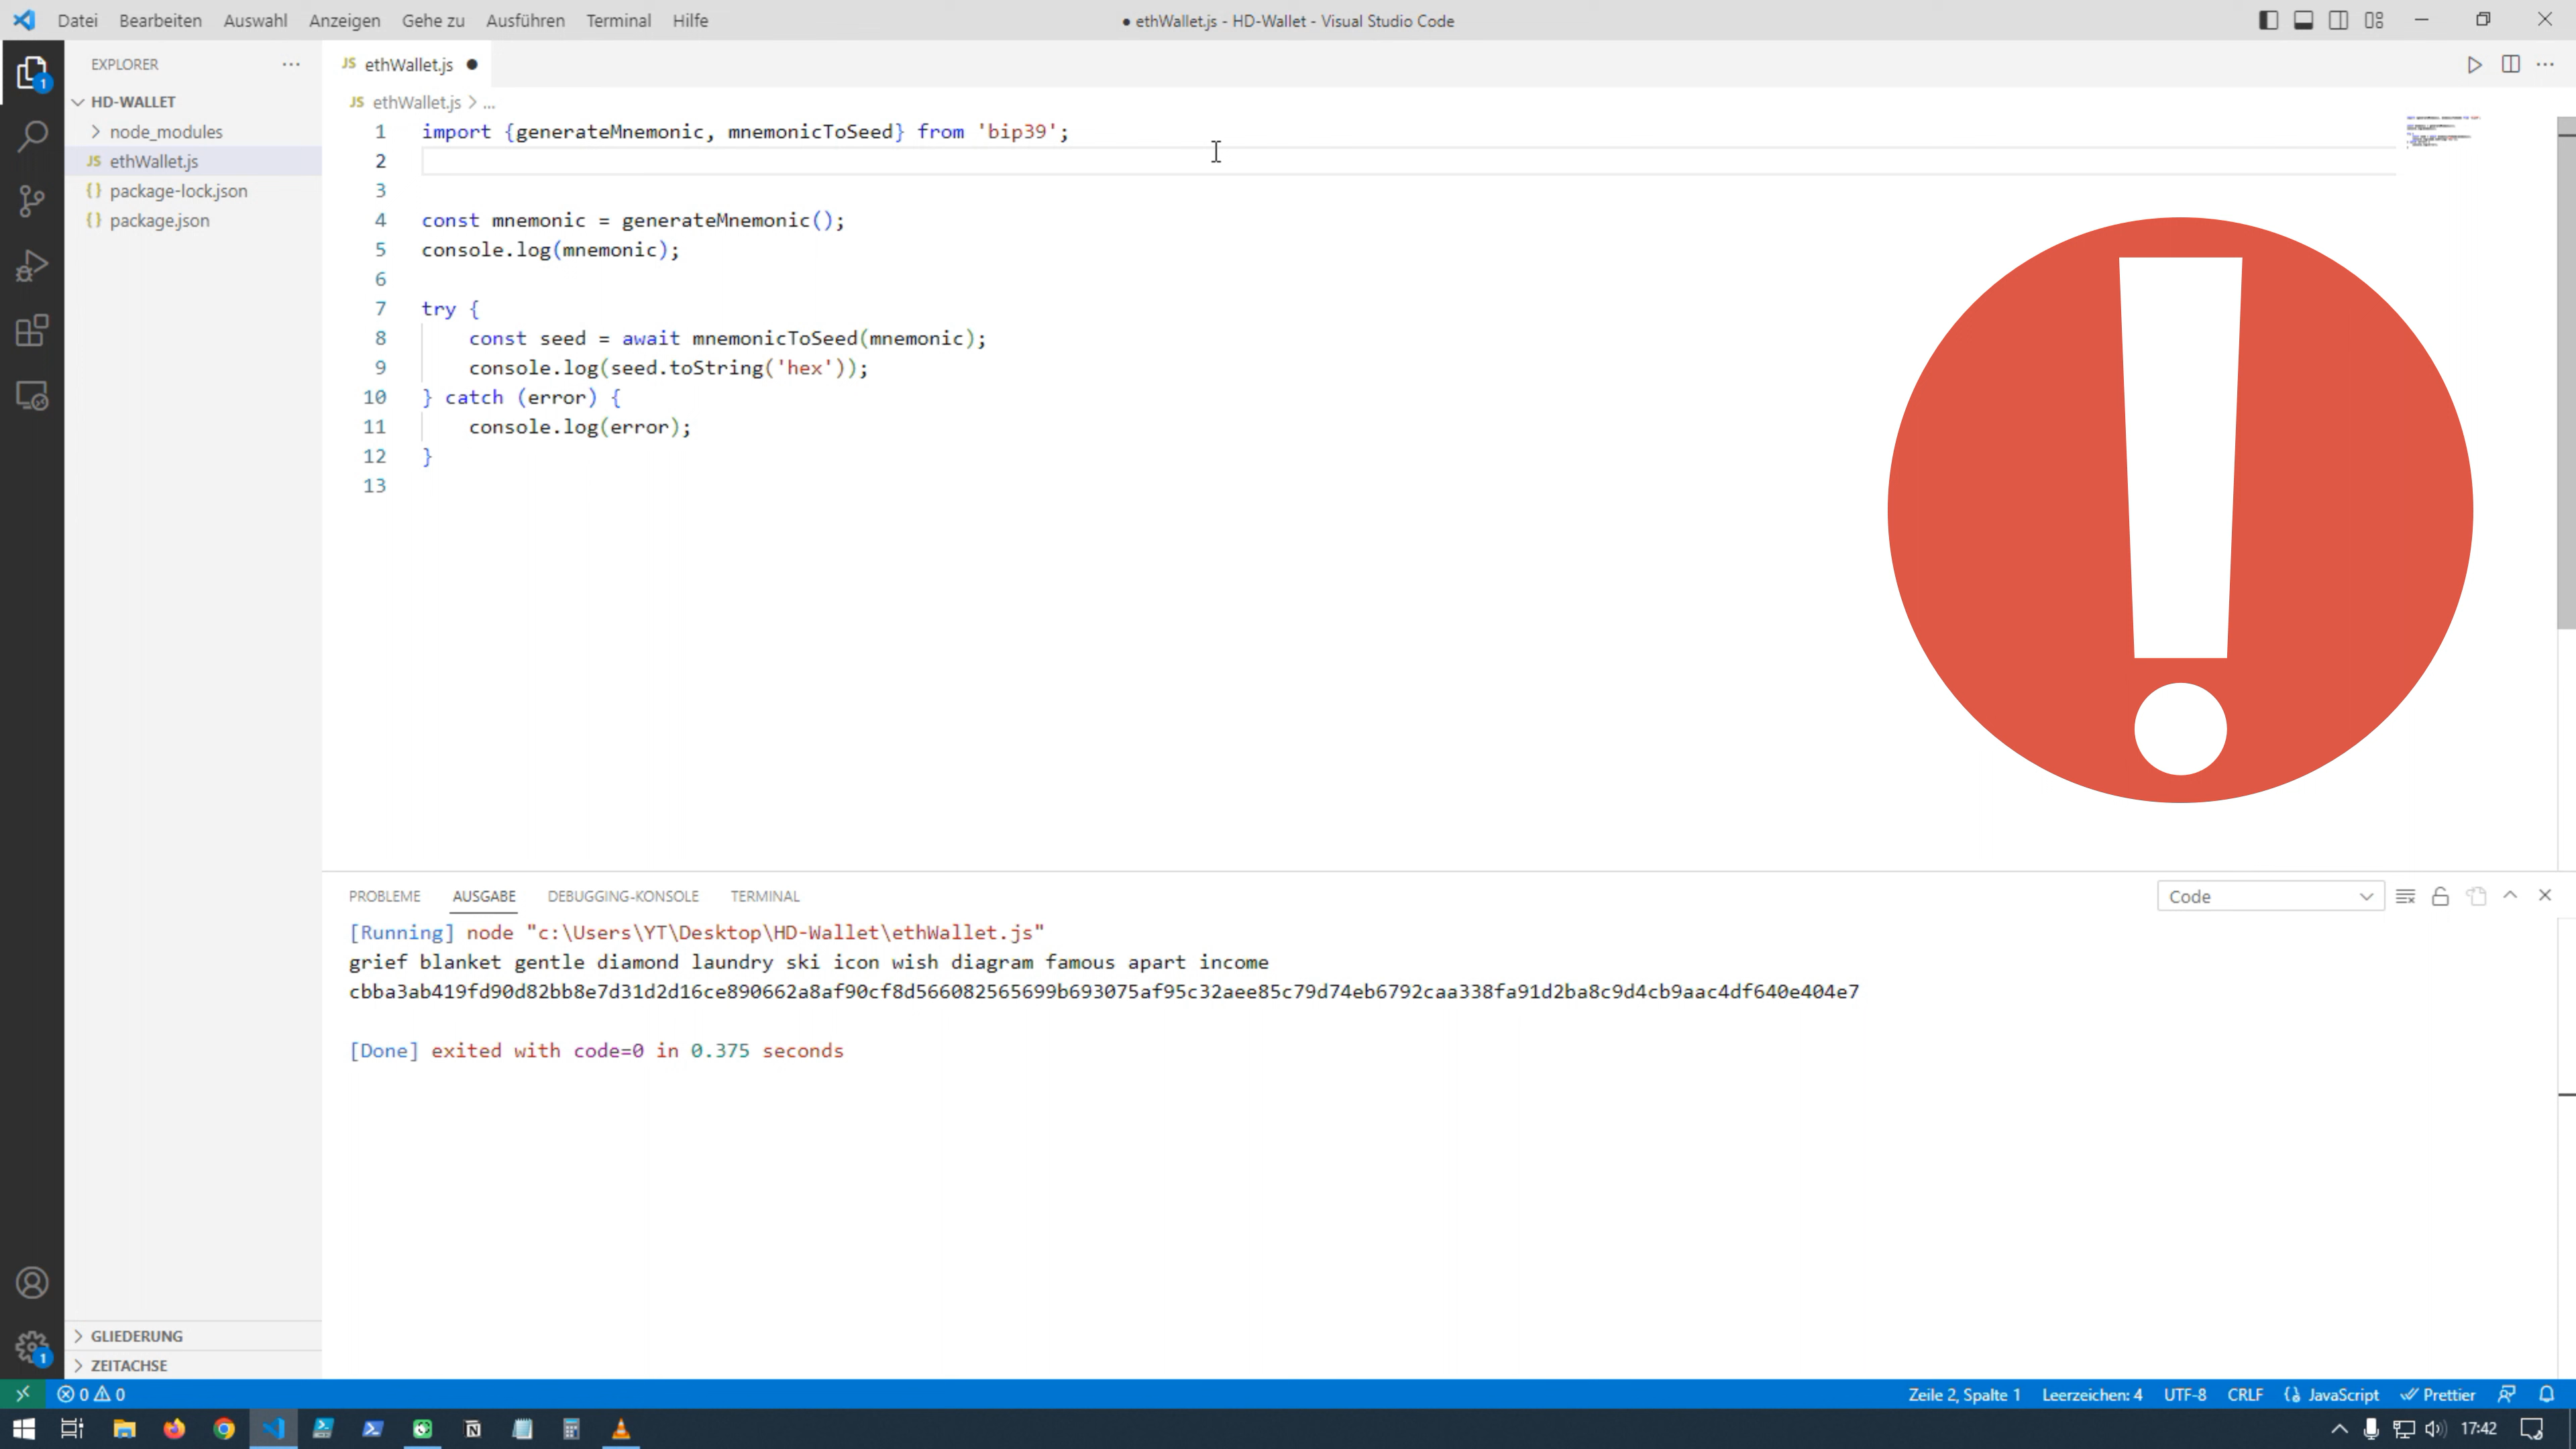 Datei Bearbeiten Auswahl Anzeigen Gehe zu Ausführen Terminal Hilfe
● ethWallet.js - HD-Wallet - Visual Studio Code
EXPLORER
HD-WALLET
node_modules
JS ethWallet.js
{} package-lock.json
{} package.json
GLIEDERUNG
ZEITACHSE
1
1
JS ethWallet.js ●
JS ethWallet.js > ...
1 import {generateMnemonic, mnemonicToSeed} from 'bip39';
2
3
4 const mnemonic = generateMnemonic();
5 console.log(mnemonic);
6
7 try {
8 const seed = await mnemonicToSeed(mnemonic);
9 console.log(seed.toString('hex'));
10 } catch (error) {
11 console.log(error);
12 }
13
!
PROBLEME AUSGABE DEBUGGING-KONSOLE TERMINAL
Code
[Running] node "c:\Users\YT\Desktop\HD-Wallet\ethWallet.js"
grief blanket gentle diamond laundry ski icon wish diagram famous apart income
cbba3ab419fd90d82bb8e7d31d2d16ce890662a8af90cf8d566082565699b693075af95c32aee85c79d74eb6792caa338fa91d2ba8c9d4cb9aac4df640e404e7
[Done] exited with code=0 in 0.375 seconds
0 0
Zeile 2, Spalte 1 Leerzeichen: 4 UTF-8 CRLF {} JavaScript Prettier
17:42